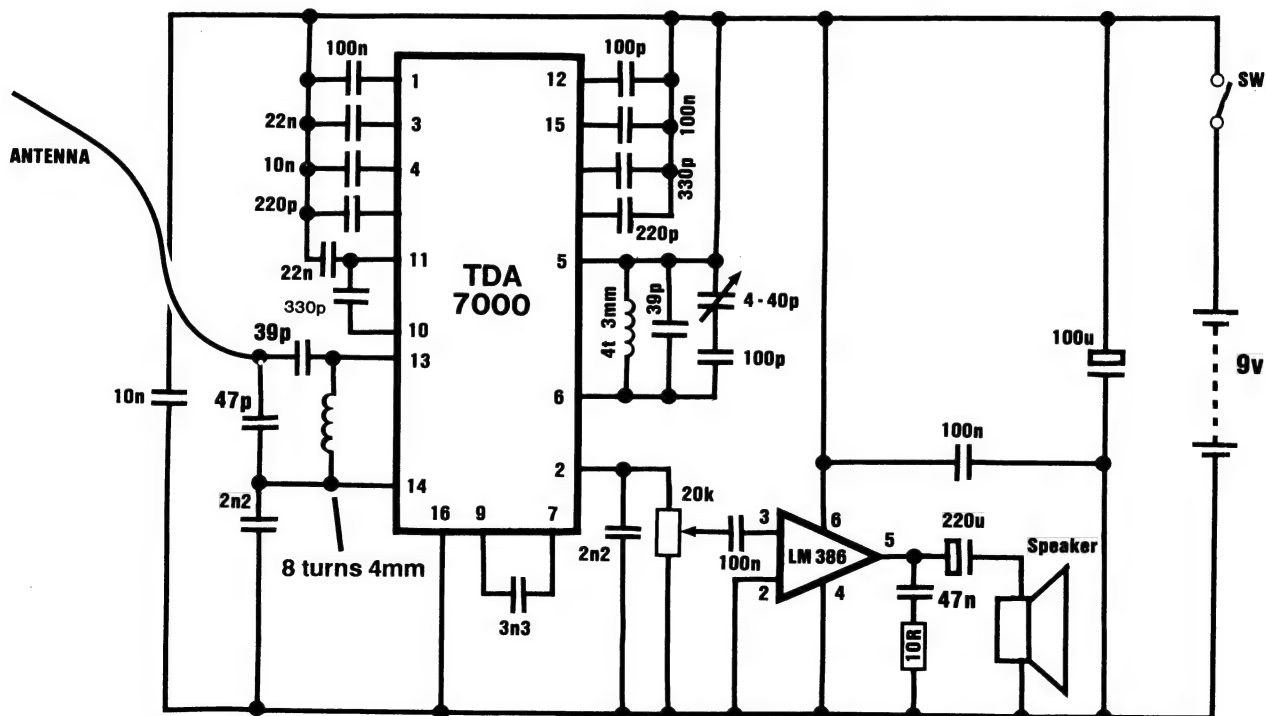 100n
100p
1
12
SW
22n
3
15
100n
ANTENNA
10n
4
330p
220p
220p
22n
11
TDA
7000
5
330p
10
4t 3mm
39p
4 - 40p
39p
13
100p
100u
9v
10n
47p
6
100n
2n2
14
2
20k
16
9
7
3
6
220u
2n2
100n
LM 386
5
Speaker
8 turns 4mm
2
4
47n
3n3
10R